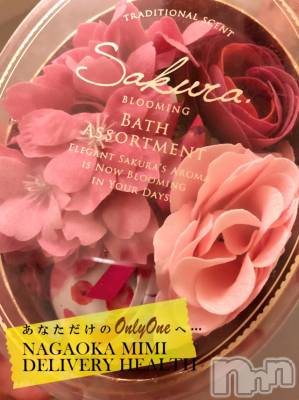 TRADITIONAL SCENT
Sakura.
BLOOMING
BATH
ASSORTMENT
ELEGANT SAKURA'S AROMA
IS NOW BLOOMING
IN YOUR DAYS.
あなただけのOnlyOneへ…
NAGAOKA MIMI
DELIVERY HEALTH
nnn